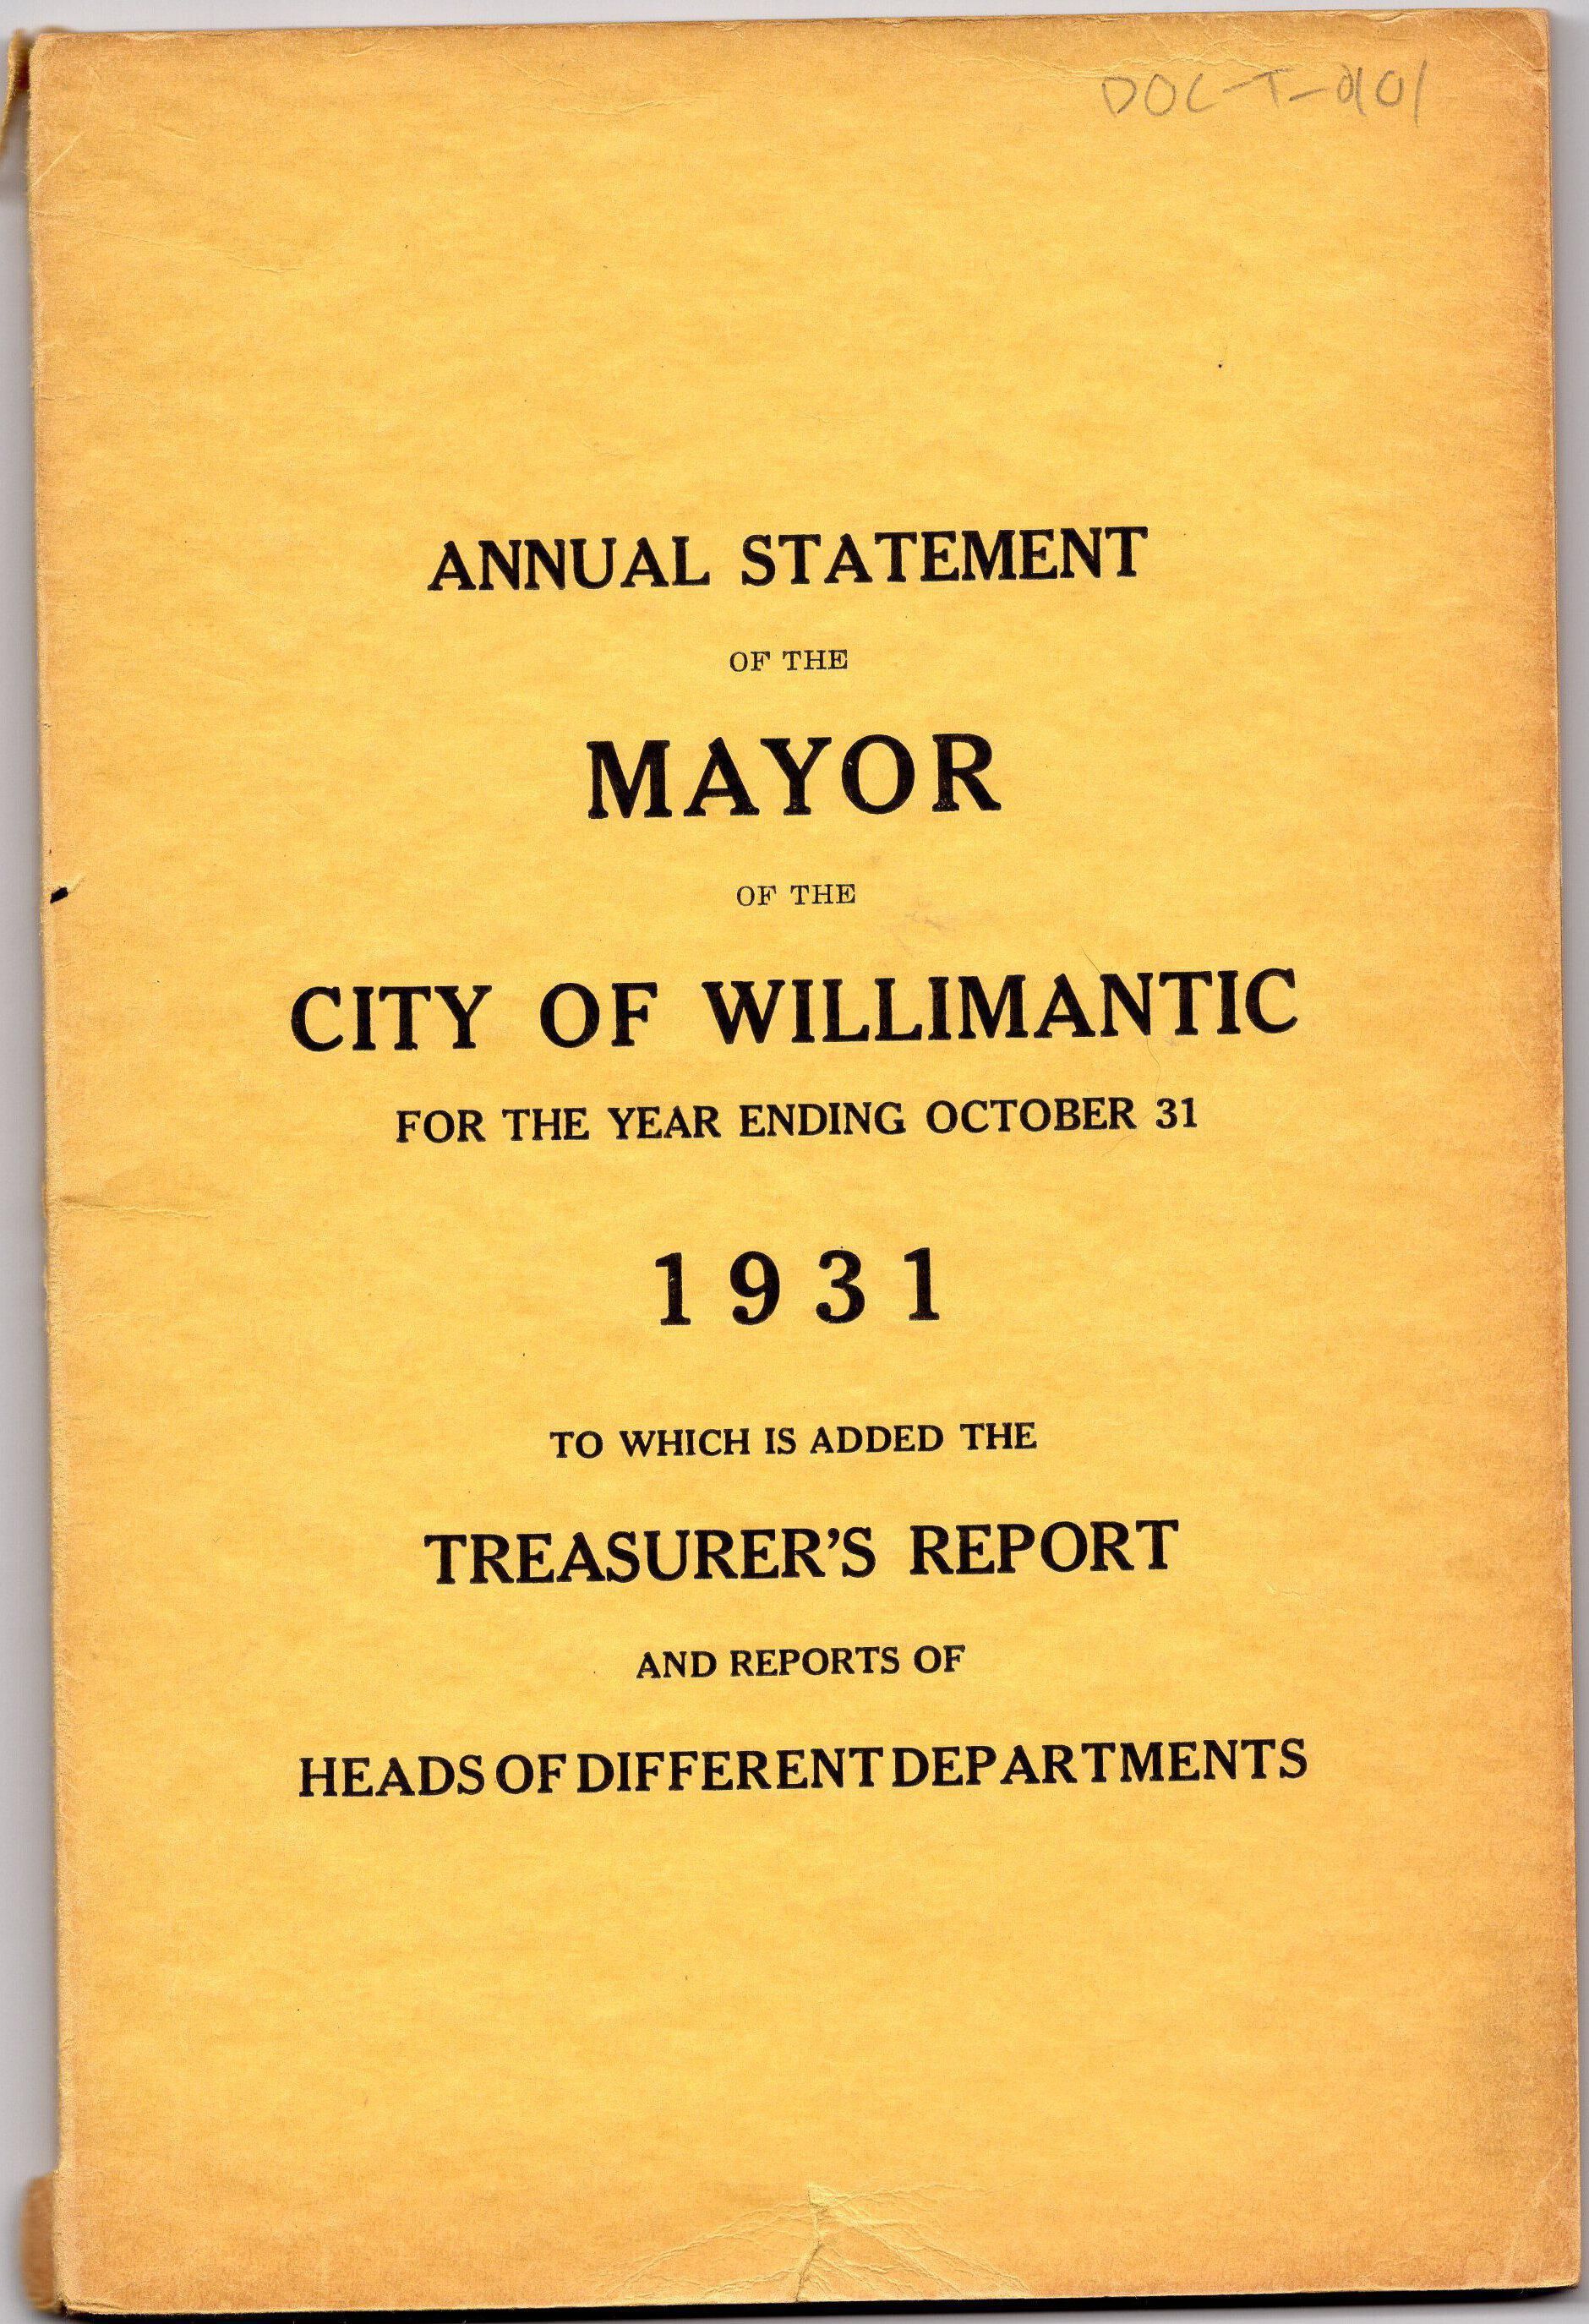 DOC-T-
ANNUAL STATEMENT
OF THE
MAYOR
OF THE
CITY OF WILLIMANTIC
FOR THE YEAR ENDING OCTOBER 31
1931
TO WHICH IS ADDED THE
TREASURER'S REPORT
AND REPORTS OF
HEADS OF DIFFERENT DEPARTMENTS